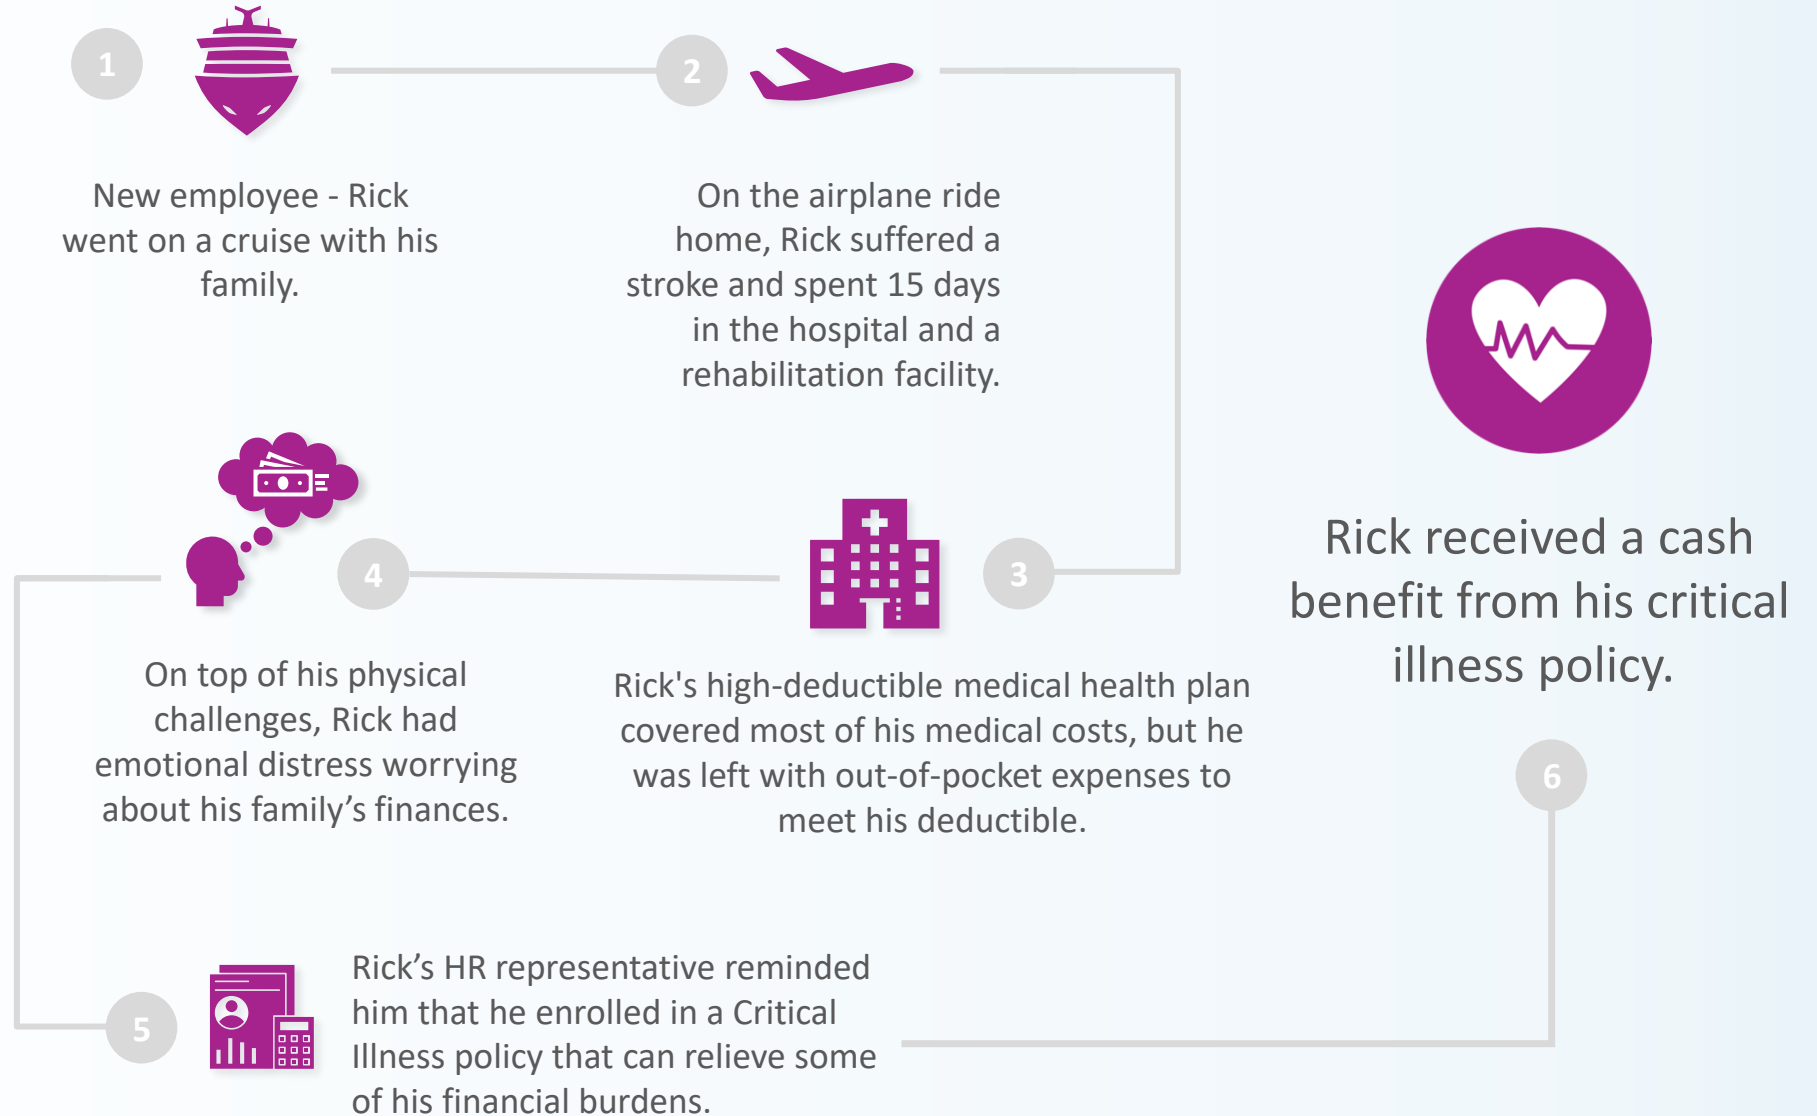 1
New employee - Rick
went on a cruise with his
family.
2
On the airplane ride
home, Rick suffered a
stroke and spent 15 days
in the hospital and a
rehabilitation facility.
3
Rick's high-deductible medical health plan
covered most of his medical costs, but he
was left with out-of-pocket expenses to
meet his deductible.
4
On top of his physical
challenges, Rick had
emotional distress worrying
about his family’s finances.
5
Rick’s HR representative reminded
him that he enrolled in a Critical
Illness policy that can relieve some
of his financial burdens.
6
Rick received a cash
benefit from his critical
illness policy.